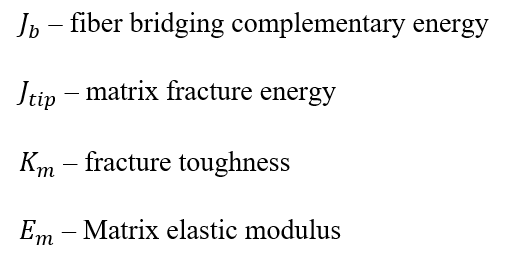 J_b – fiber bridging complementary energy
J_tip – matrix fracture energy
K_m – fracture toughness
E_m – Matrix elastic modulus